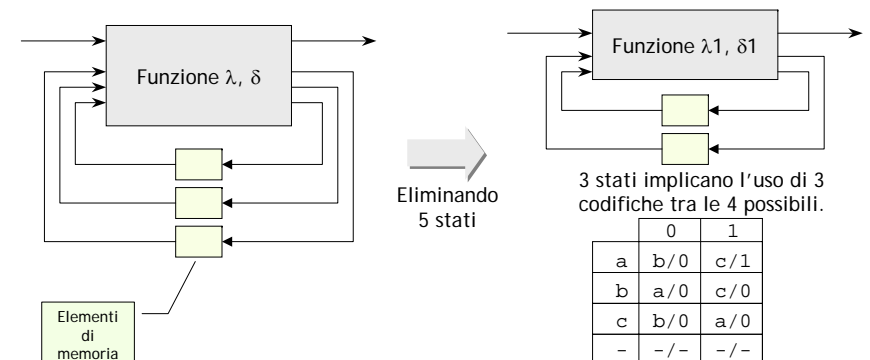 Funzione λ, δ
Elementi
di
memoria
Eliminando
5 stati
Funzione λ1, δ1
3 stati implicano l'uso di 3
codifiche tra le 4 possibili.
0 1
a b/0 c/1
b a/0 c/0
c b/0 a/0
- -/- -/-